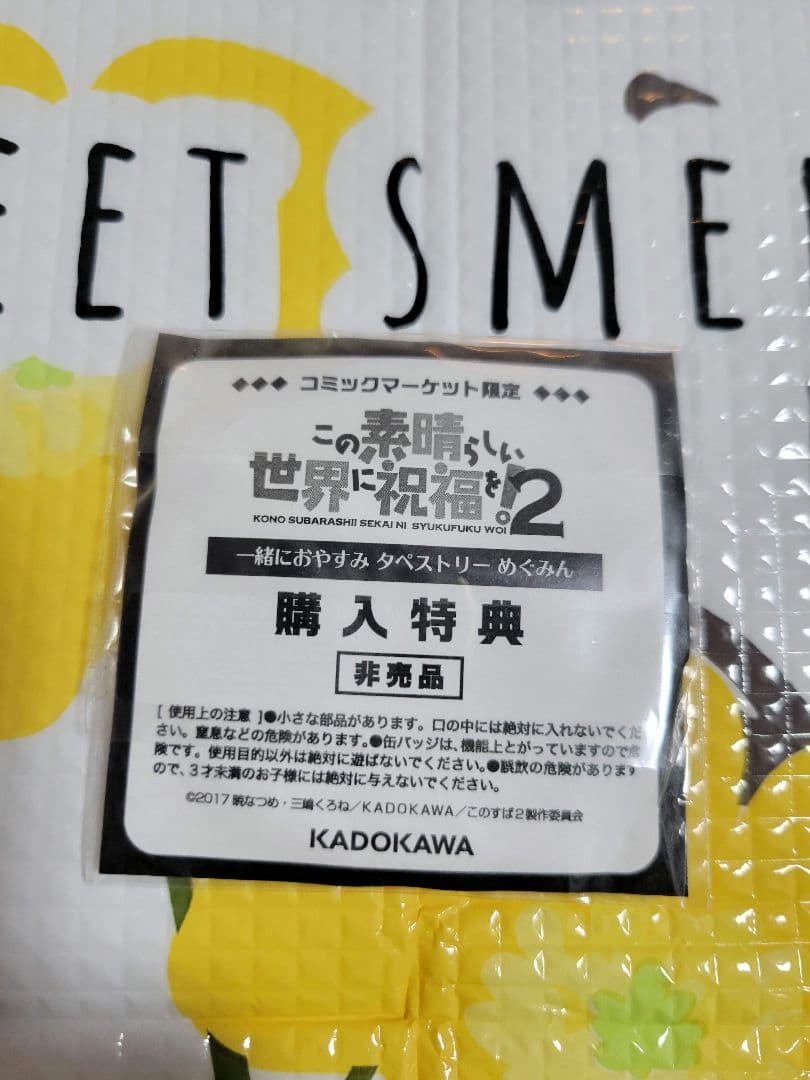 EET SME
◆◆◆ コミックマーケット限定 ◆◆◆
この素晴らしい
世界に祝福を!2
KONO SUBARASHII SEKAI NI SYUKUFUKU WO!
一緒におやすみ タペストリー めぐみん
購入特典
非売品
[ 使用上の注意 ]●小さな部品があります。口の中には絶対に入れないでくだ
さい。窒息などの危険があります。●缶バッジは、機能上とがっていますので危
険です。使用目的以外は絶対に遊ばないでください。●誤飲の危険があります
ので、3才未満のお子様には絶対に与えないでください。
©2017 暁なつめ・三嶋くろね/KADOKAWA/このすば2製作委員会
KADOKAWA